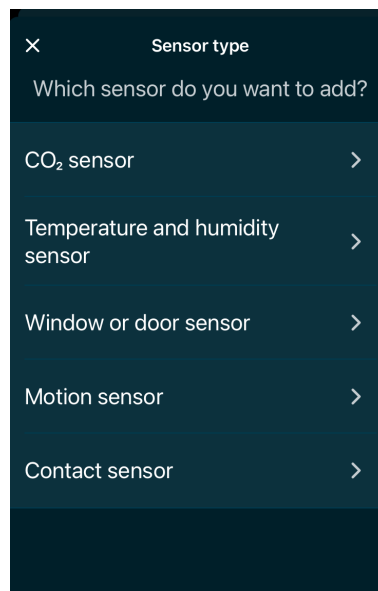 Sensor type
Which sensor do you want to add?
CO₂ sensor
Temperature and humidity
sensor
Window or door sensor
Motion sensor
Contact sensor